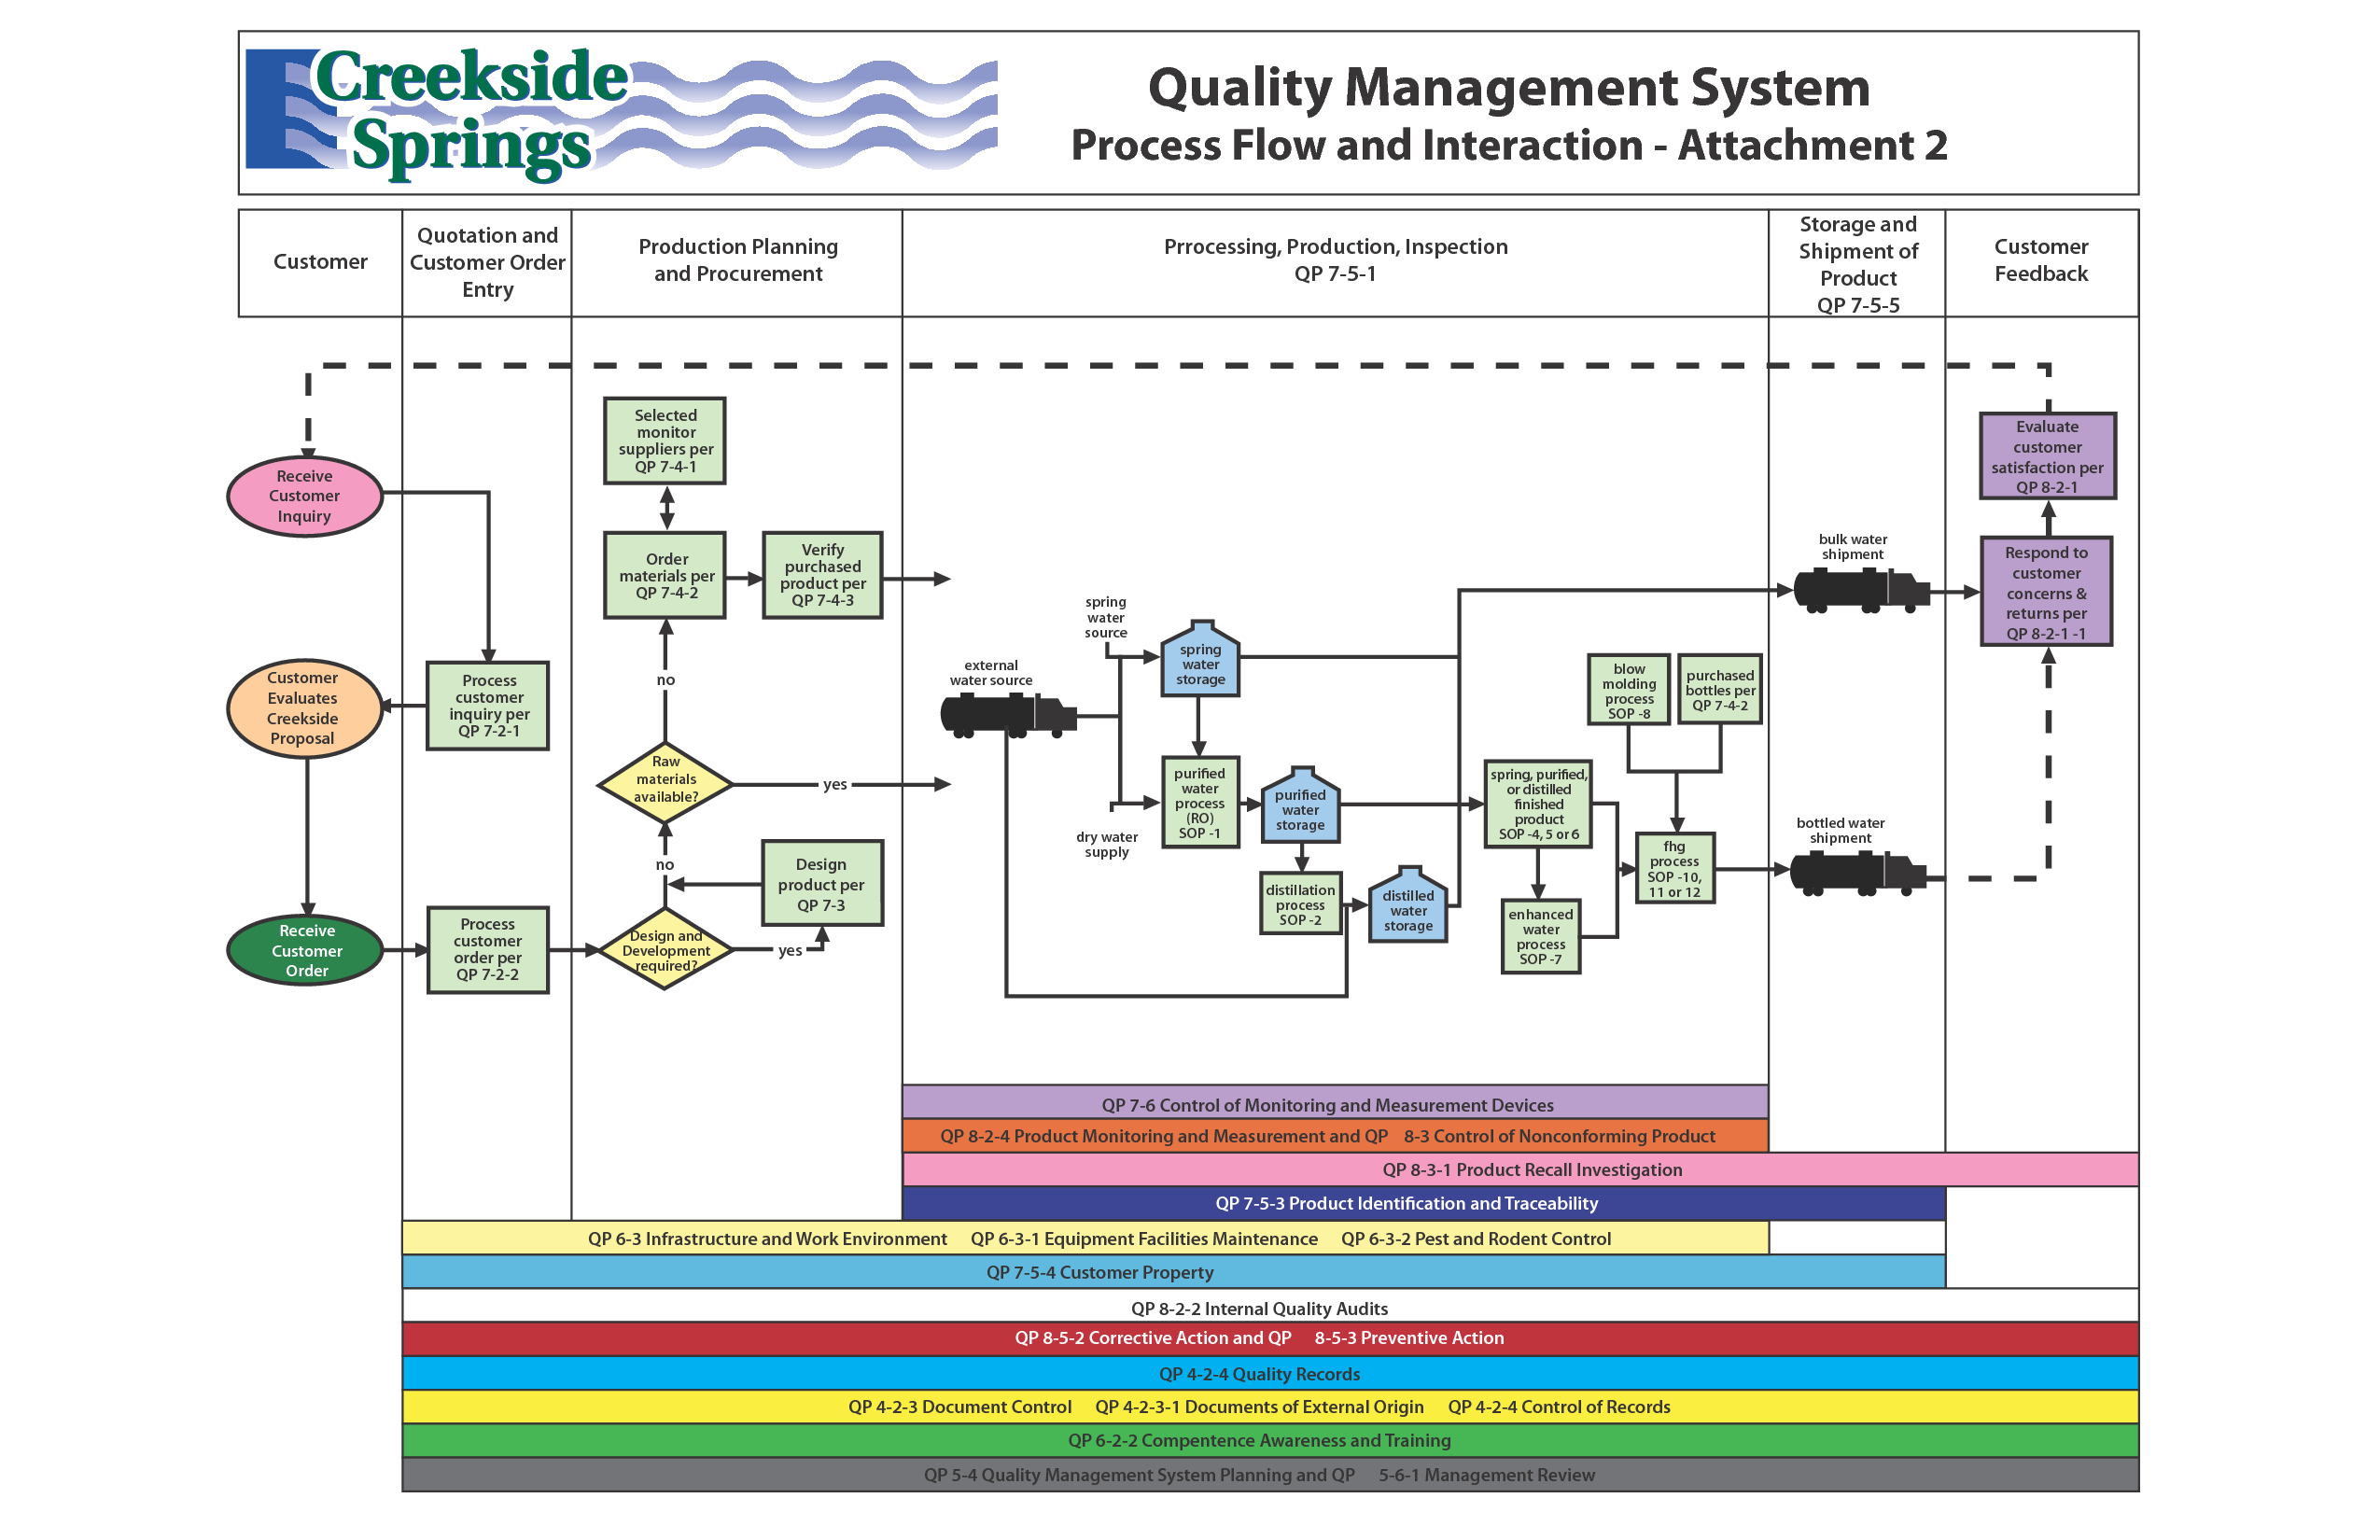 Creekside
Springs
Quality Management System
Process Flow and Interaction - Attachment 2
Customer
Quotation and
Customer Order
Entry
Production Planning
and Procurement
Prrocessing, Production, Inspection
QP 7-5-1
Storage and
Shipment of
Product
QP 7-5-5
Customer
Feedback
Receive
Customer
Inquiry
Customer
Evaluates
Creekside
Proposal
Receive
Customer
Order
Process
customer
inquiry per
QP 7-2-1
Process
customer
order per
QP 7-2-2
Selected
monitor
suppliers per
QP 7-4-1
Order
materials per
QP 7-4-2
Verify
purchased
product per
QP 7-4-3
no
Raw
materials
available?
yes
no
Design
product per
QP 7-3
Design and
Development
required?
yes
external
water source
spring
water
source
spring
water
storage
dry water
supply
purified
water
process
(RO)
SOP -1
purified
water
storage
distillation
process
SOP -2
distilled
water
storage
spring, purified,
or distilled
finished
product
SOP -4, 5 or 6
enhanced
water
process
SOP -7
blow
molding
process
SOP -8
purchased
bottles per
QP 7-4-2
fhg
process
SOP -10,
11 or 12
bulk water
shipment
bottled water
shipment
Evaluate
customer
satisfaction per
QP 8-2-1
Respond to
customer
concerns &
returns per
QP 8-2-1 -1
QP 7-6 Control of Monitoring and Measurement Devices
QP 8-2-4 Product Monitoring and Measurement and QP 8-3 Control of Nonconforming Product
QP 8-3-1 Product Recall Investigation
QP 7-5-3 Product Identification and Traceability
QP 6-3 Infrastructure and Work Environment QP 6-3-1 Equipment Facilities Maintenance QP 6-3-2 Pest and Rodent Control
QP 7-5-4 Customer Property
QP 8-2-2 Internal Quality Audits
QP 8-5-2 Corrective Action and QP 8-5-3 Preventive Action
QP 4-2-4 Quality Records
QP 4-2-3 Document Control QP 4-2-3-1 Documents of External Origin QP 4-2-4 Control of Records
QP 6-2-2 Compentence Awareness and Training
QP 5-4 Quality Management System Planning and QP 5-6-1 Management Review